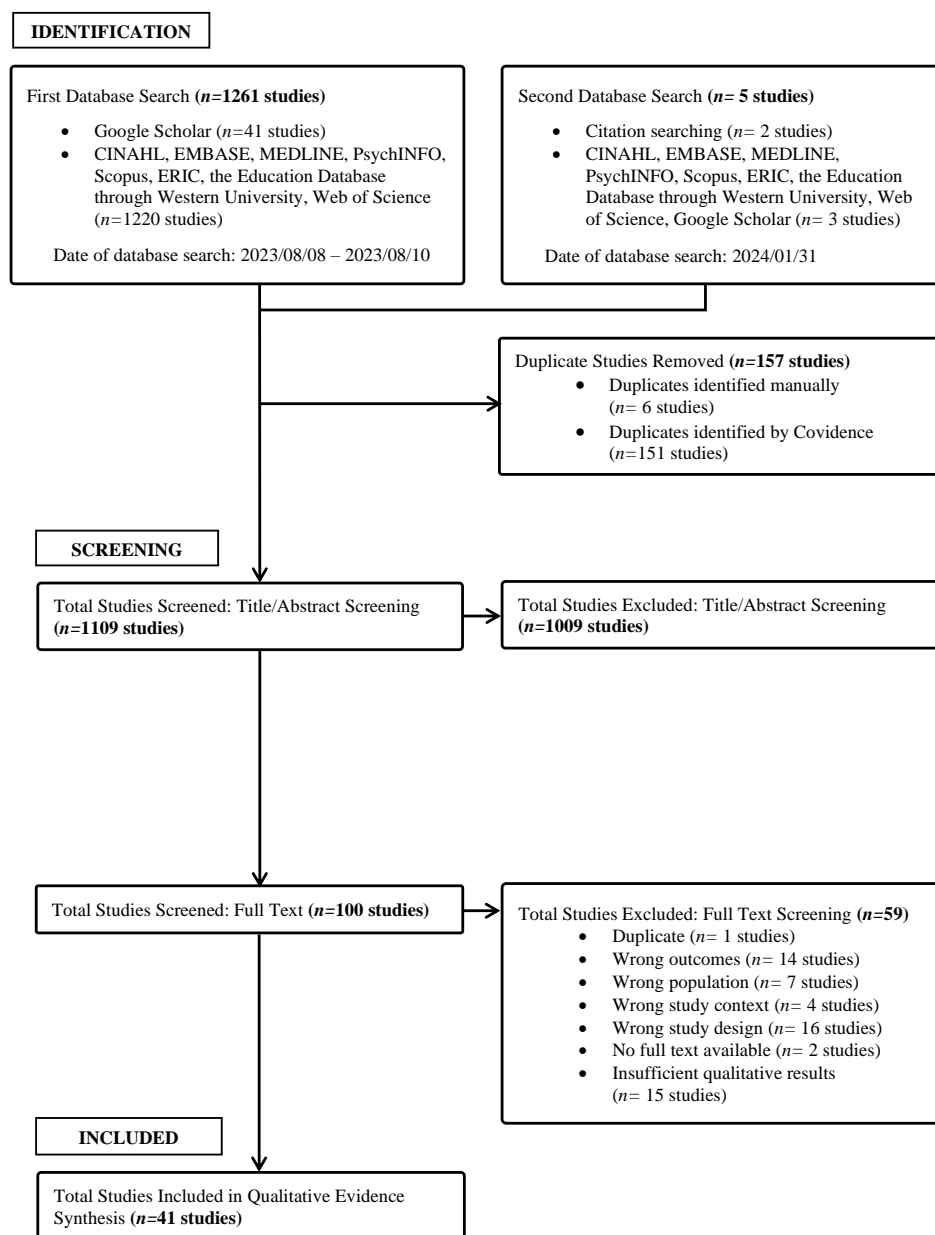 IDENTIFICATION
First Database Search (n=1261 studies)
• Google Scholar (n=41 studies)
• CINAHL, EMBASE, MEDLINE, PsychINFO,
Scopus, ERIC, the Education Database
through Western University, Web of Science
(n=1220 studies)
Date of database search: 2023/08/08 – 2023/08/10
Second Database Search (n= 5 studies)
• Citation searching (n= 2 studies)
• CINAHL, EMBASE, MEDLINE,
PsychINFO, Scopus, ERIC, the Education
Database through Western University, Web
of Science, Google Scholar (n= 3 studies)
Date of database search: 2024/01/31
Duplicate Studies Removed (n=157 studies)
• Duplicates identified manually
(n= 6 studies)
• Duplicates identified by Covidence
(n=151 studies)
SCREENING
Total Studies Screened: Title/Abstract Screening
(n=1109 studies)
Total Studies Excluded: Title/Abstract Screening
(n=1009 studies)
Total Studies Screened: Full Text (n=100 studies)
Total Studies Excluded: Full Text Screening (n=59)
• Duplicate (n= 1 studies)
• Wrong outcomes (n= 14 studies)
• Wrong population (n= 7 studies)
• Wrong study context (n= 4 studies)
• Wrong study design (n= 16 studies)
• No full text available (n= 2 studies)
• Insufficient qualitative results
(n= 15 studies)
INCLUDED
Total Studies Included in Qualitative Evidence
Synthesis (n=41 studies)